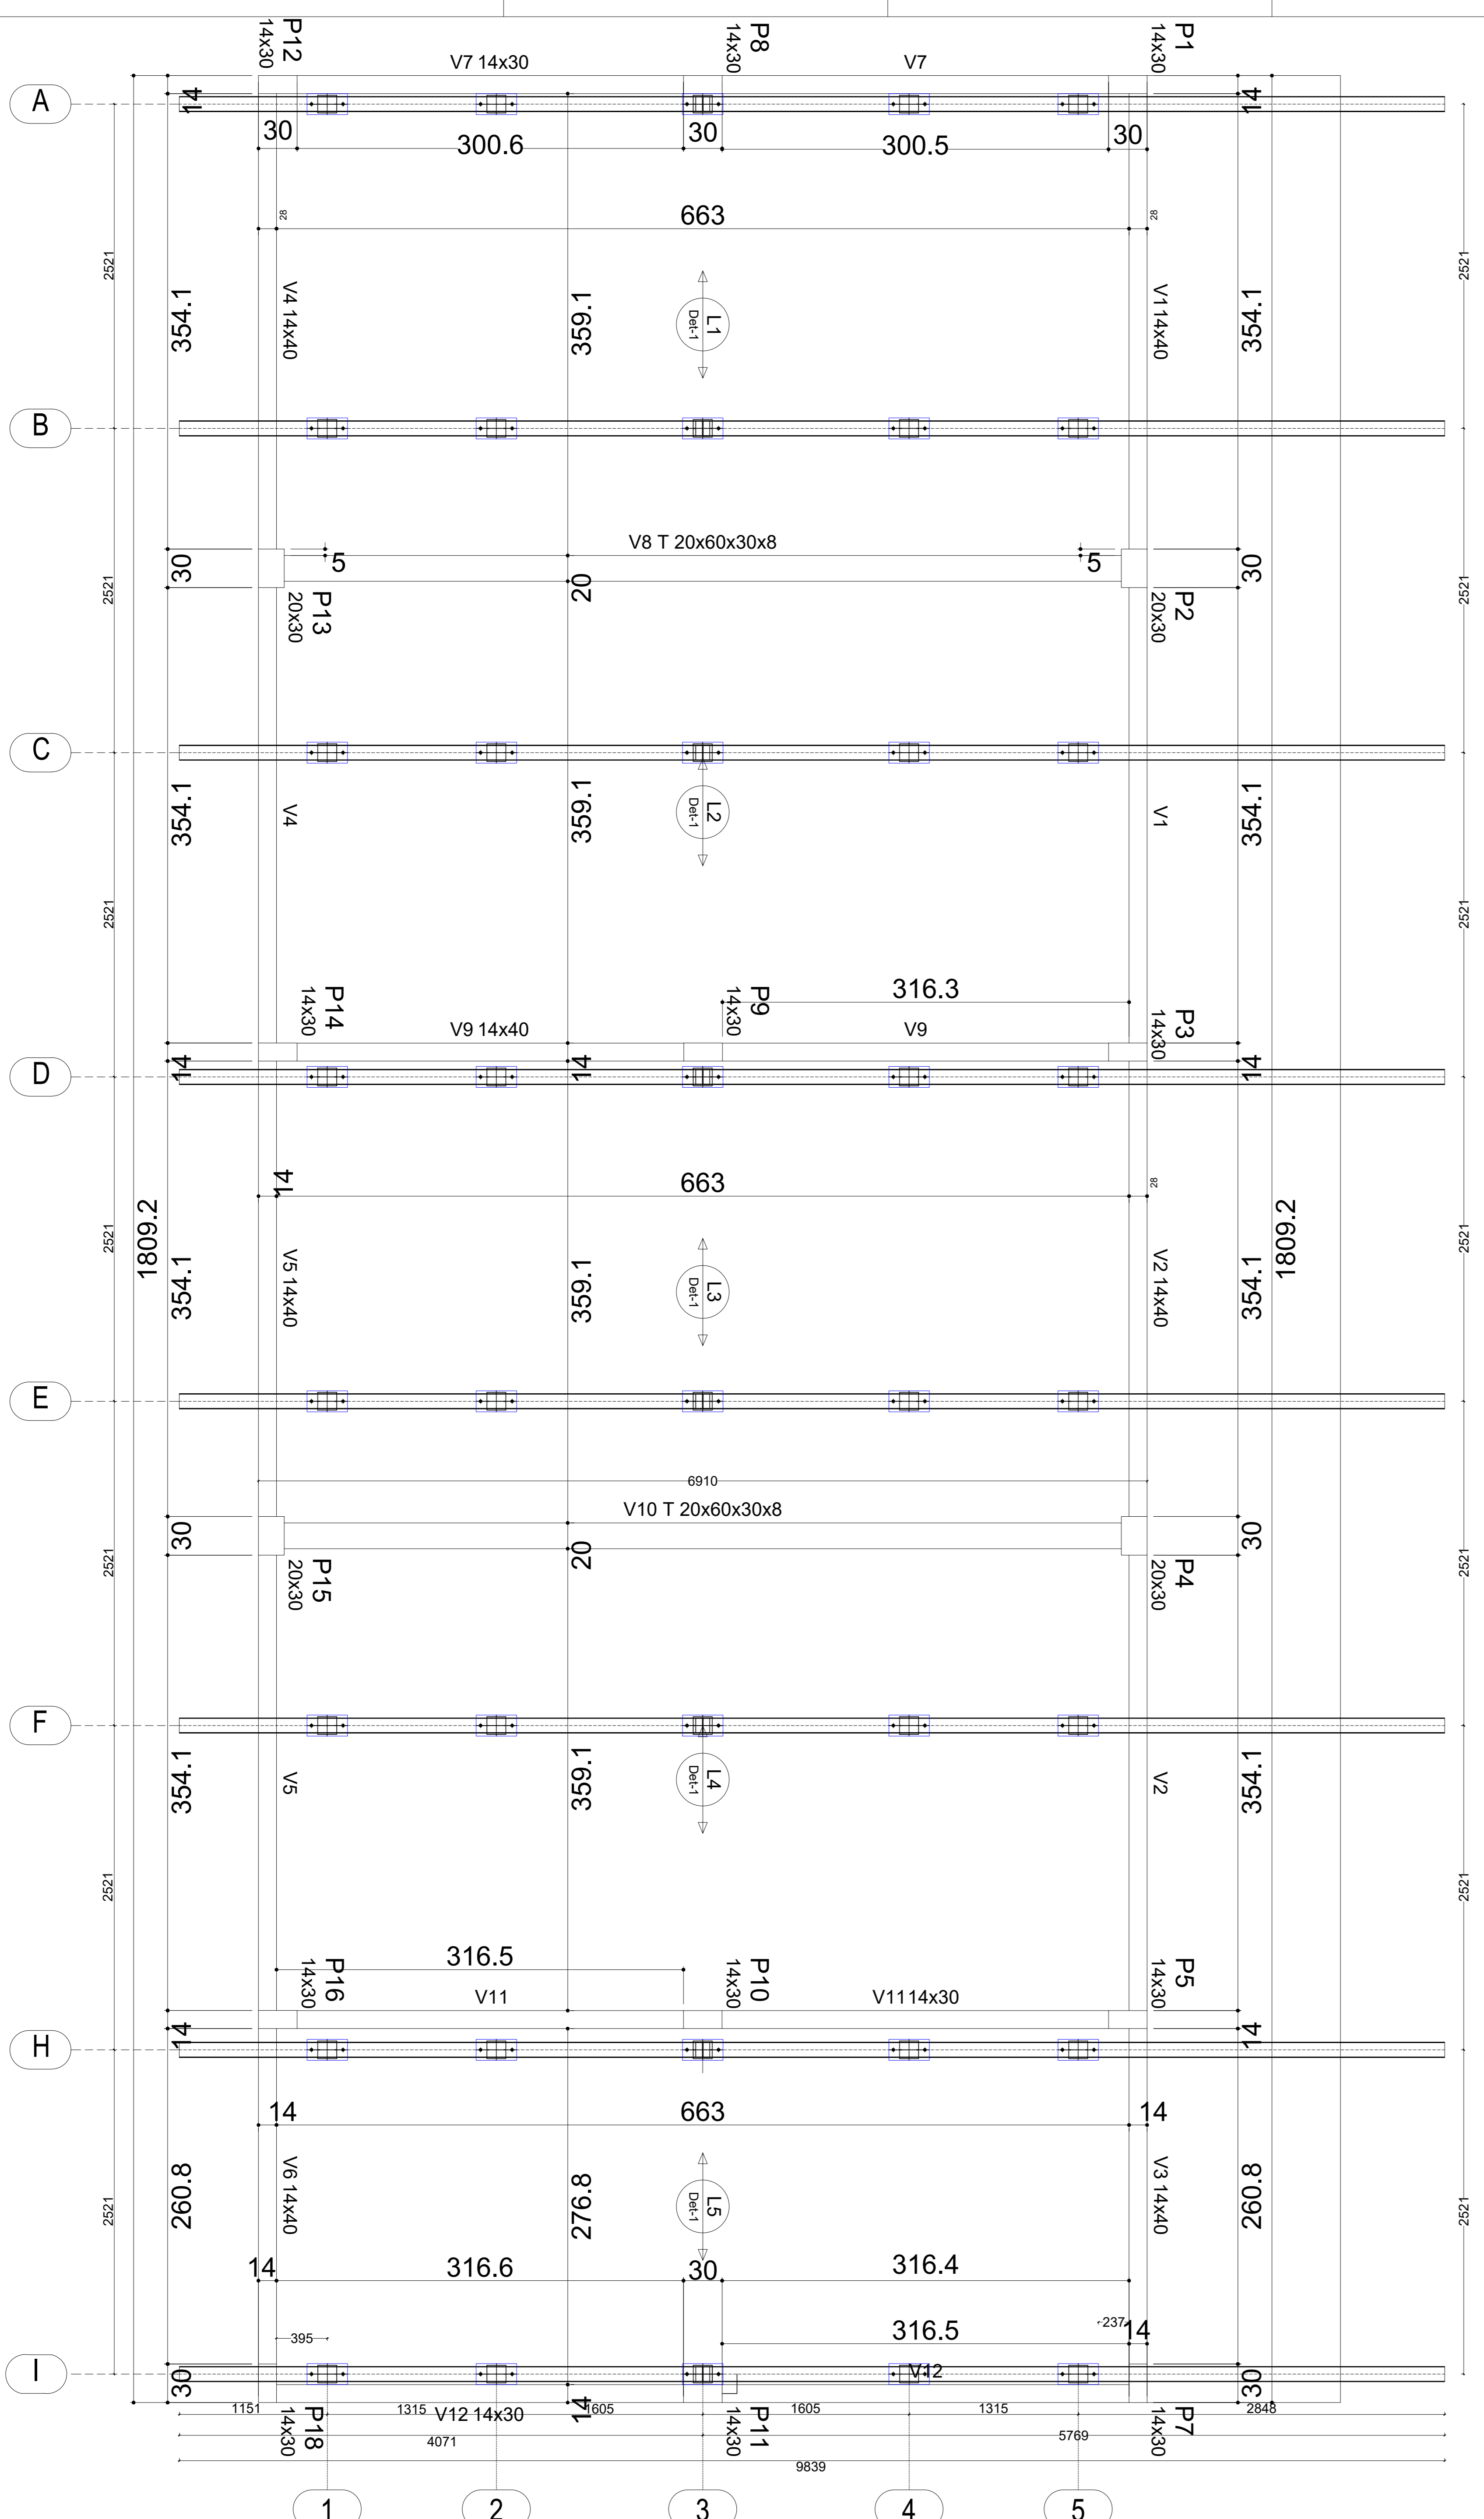 P12
14x30
P8
14x30
P1
14x30
V7 14x30
V7
A
14
14
30
300.6
30
300.5
30
28
663
28
2521
354.1
V4 14x40
359.1
L1
Det-1
V114x40
354.1
2521
B
V8 T 20x60x30x8
30
5
20
5
30
2521
P13
20x30
P2
20x30
2521
C
354.1
V4
359.1
L2
Det-1
V1
354.1
2521
2521
316.3
P14
14x30
V9 14x40
P9
14x30
V9
P3
14x30
D
14
14
14
14
663
28
2521
1809.2
354.1
V5 14x40
359.1
L3
Det-1
V2 14x40
354.1
1809.2
2521
E
6910
V10 T 20x60x30x8
30
20
30
2521
P15
20x30
P4
20x30
2521
F
354.1
V5
359.1
L4
Det-1
V2
354.1
2521
2521
316.5
P16
14x30
V11
P10
14x30
V1114x30
P5
14x30
H
14
14
14
663
14
2521
260.8
V6 14x40
276.8
L5
Det-1
V3 14x40
260.8
2521
14
316.6
30
316.4
237
395
316.5
14
I
30
V12
30
1151
1315
V12 14x30
14
1605
1605
1315
2848
P18
14x30
P11
14x30
P7
14x30
4071
5769
9839
1
2
3
4
5